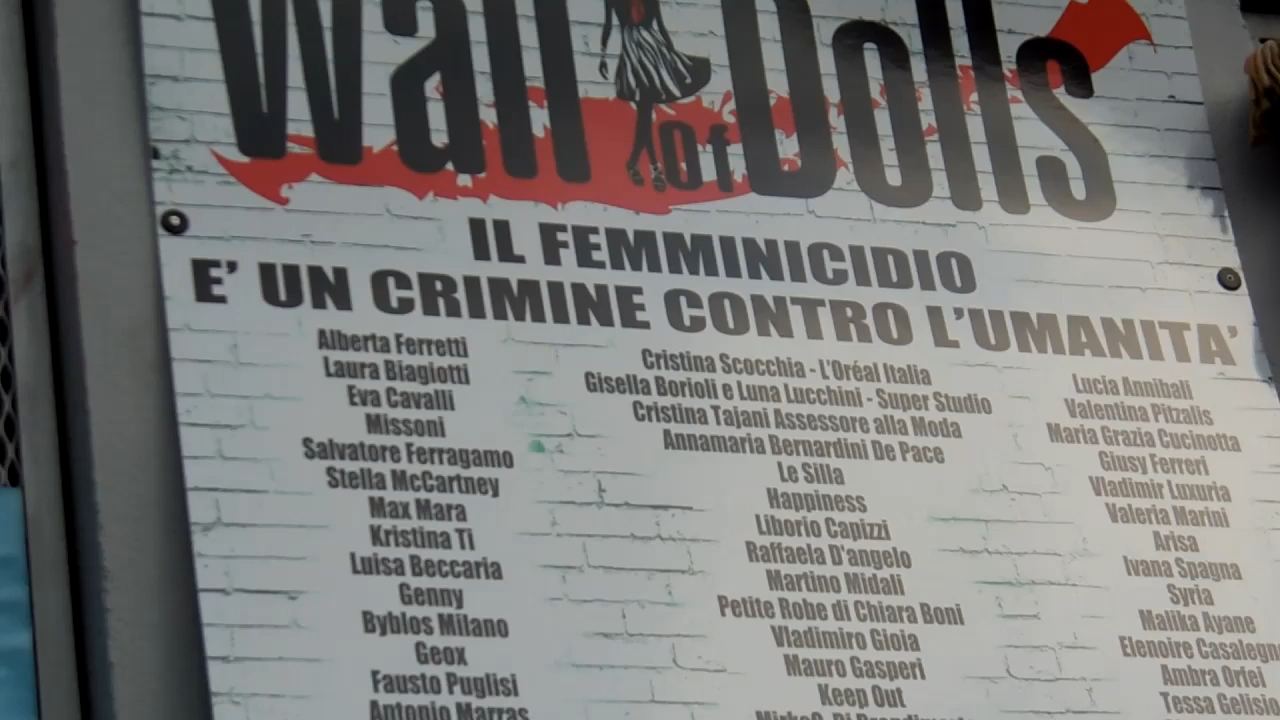 Wall of Dolls
IL FEMMINICIDIO
E' UN CRIMINE CONTRO L'UMANITA'
Alberta Ferretti
Laura Biagiotti
Eva Cavalli
Missoni
Salvatore Ferragamo
Stella McCartney
Max Mara
Kristina Ti
Luisa Beccaria
Genny
Byblos Milano
Geox
Fausto Puglisi
Antonio Marras
Cristina Scocchia - L'Oréal Italia
Gisella Borioli e Luna Lucchini - Super Studio
Cristina Tajani Assessore alla Moda
Annamaria Bernardini De Pace
Le Silla
Happiness
Liborio Capizzi
Raffaela D'angelo
Martino Midali
Petite Robe di Chiara Boni
Vladimiro Gioia
Mauro Gasperi
Keep Out
Lucia Annibali
Valentina Pitzalis
Maria Grazia Cucinotta
Giusy Ferreri
Vladimir Luxuria
Valeria Marini
Arisa
Ivana Spagna
Syria
Malika Ayane
Elenoire Casalegn
Ambra Orfei
Tessa Gelisio